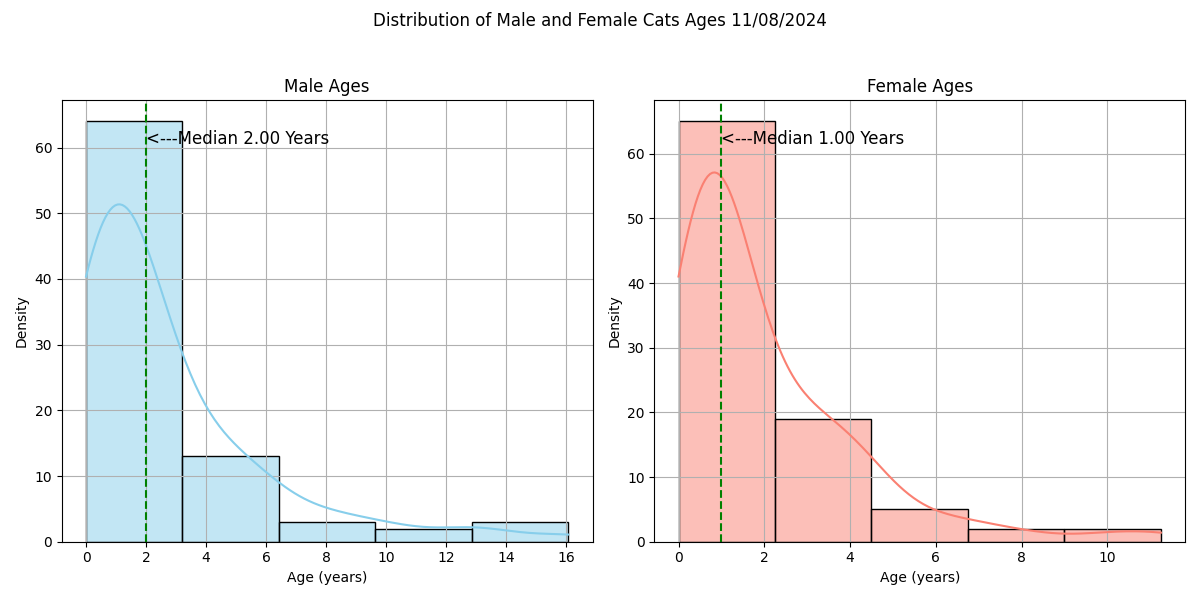 Distribution of Male and Female Cats Ages 11/08/2024
Male Ages
<---Median 2.00 Years
60
50
40
30
20
10
0
Density
0 2 4 6 8 10 12 14 16
Age (years)
Female Ages
<---Median 1.00 Years
60
50
40
30
20
10
0
Density
0 2 4 6 8 10
Age (years)